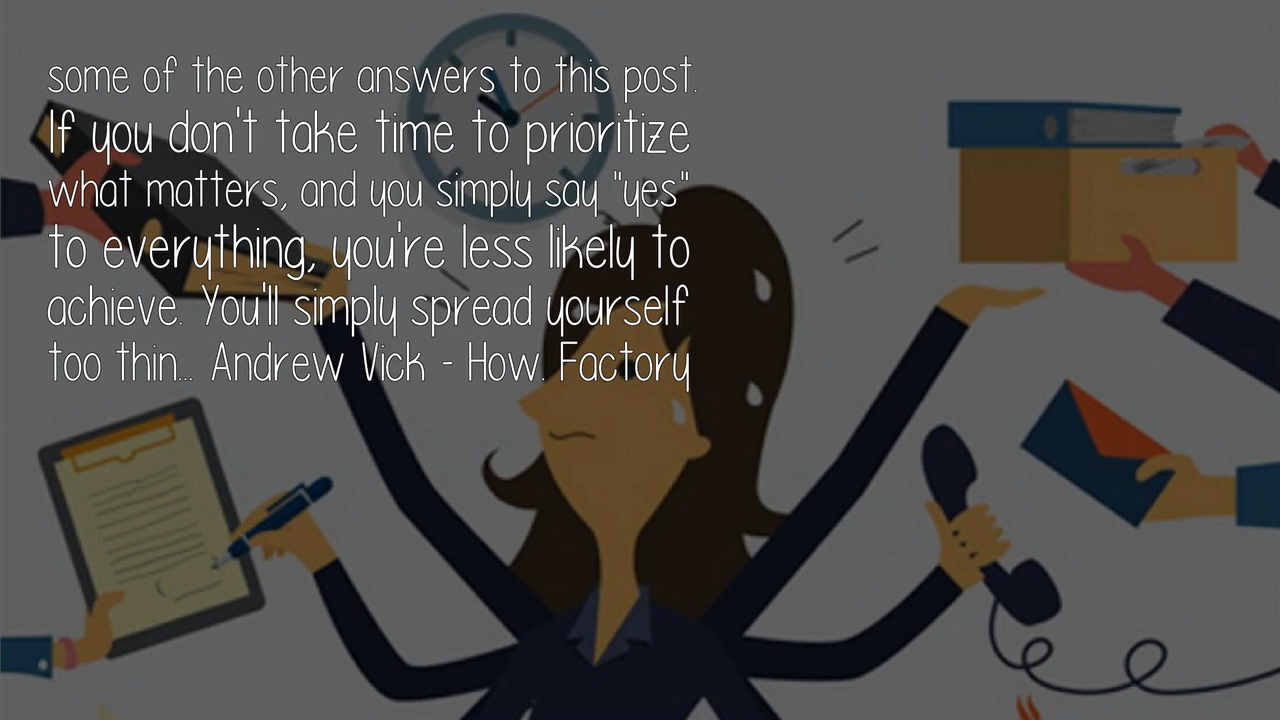 some of the other answers to this post.
If you don't take time to prioritize
what matters, and you simply say "yes"
to everything, you're less likely to
achieve. You'll simply spread yourself
too thin... Andrew Vick - How. Factory